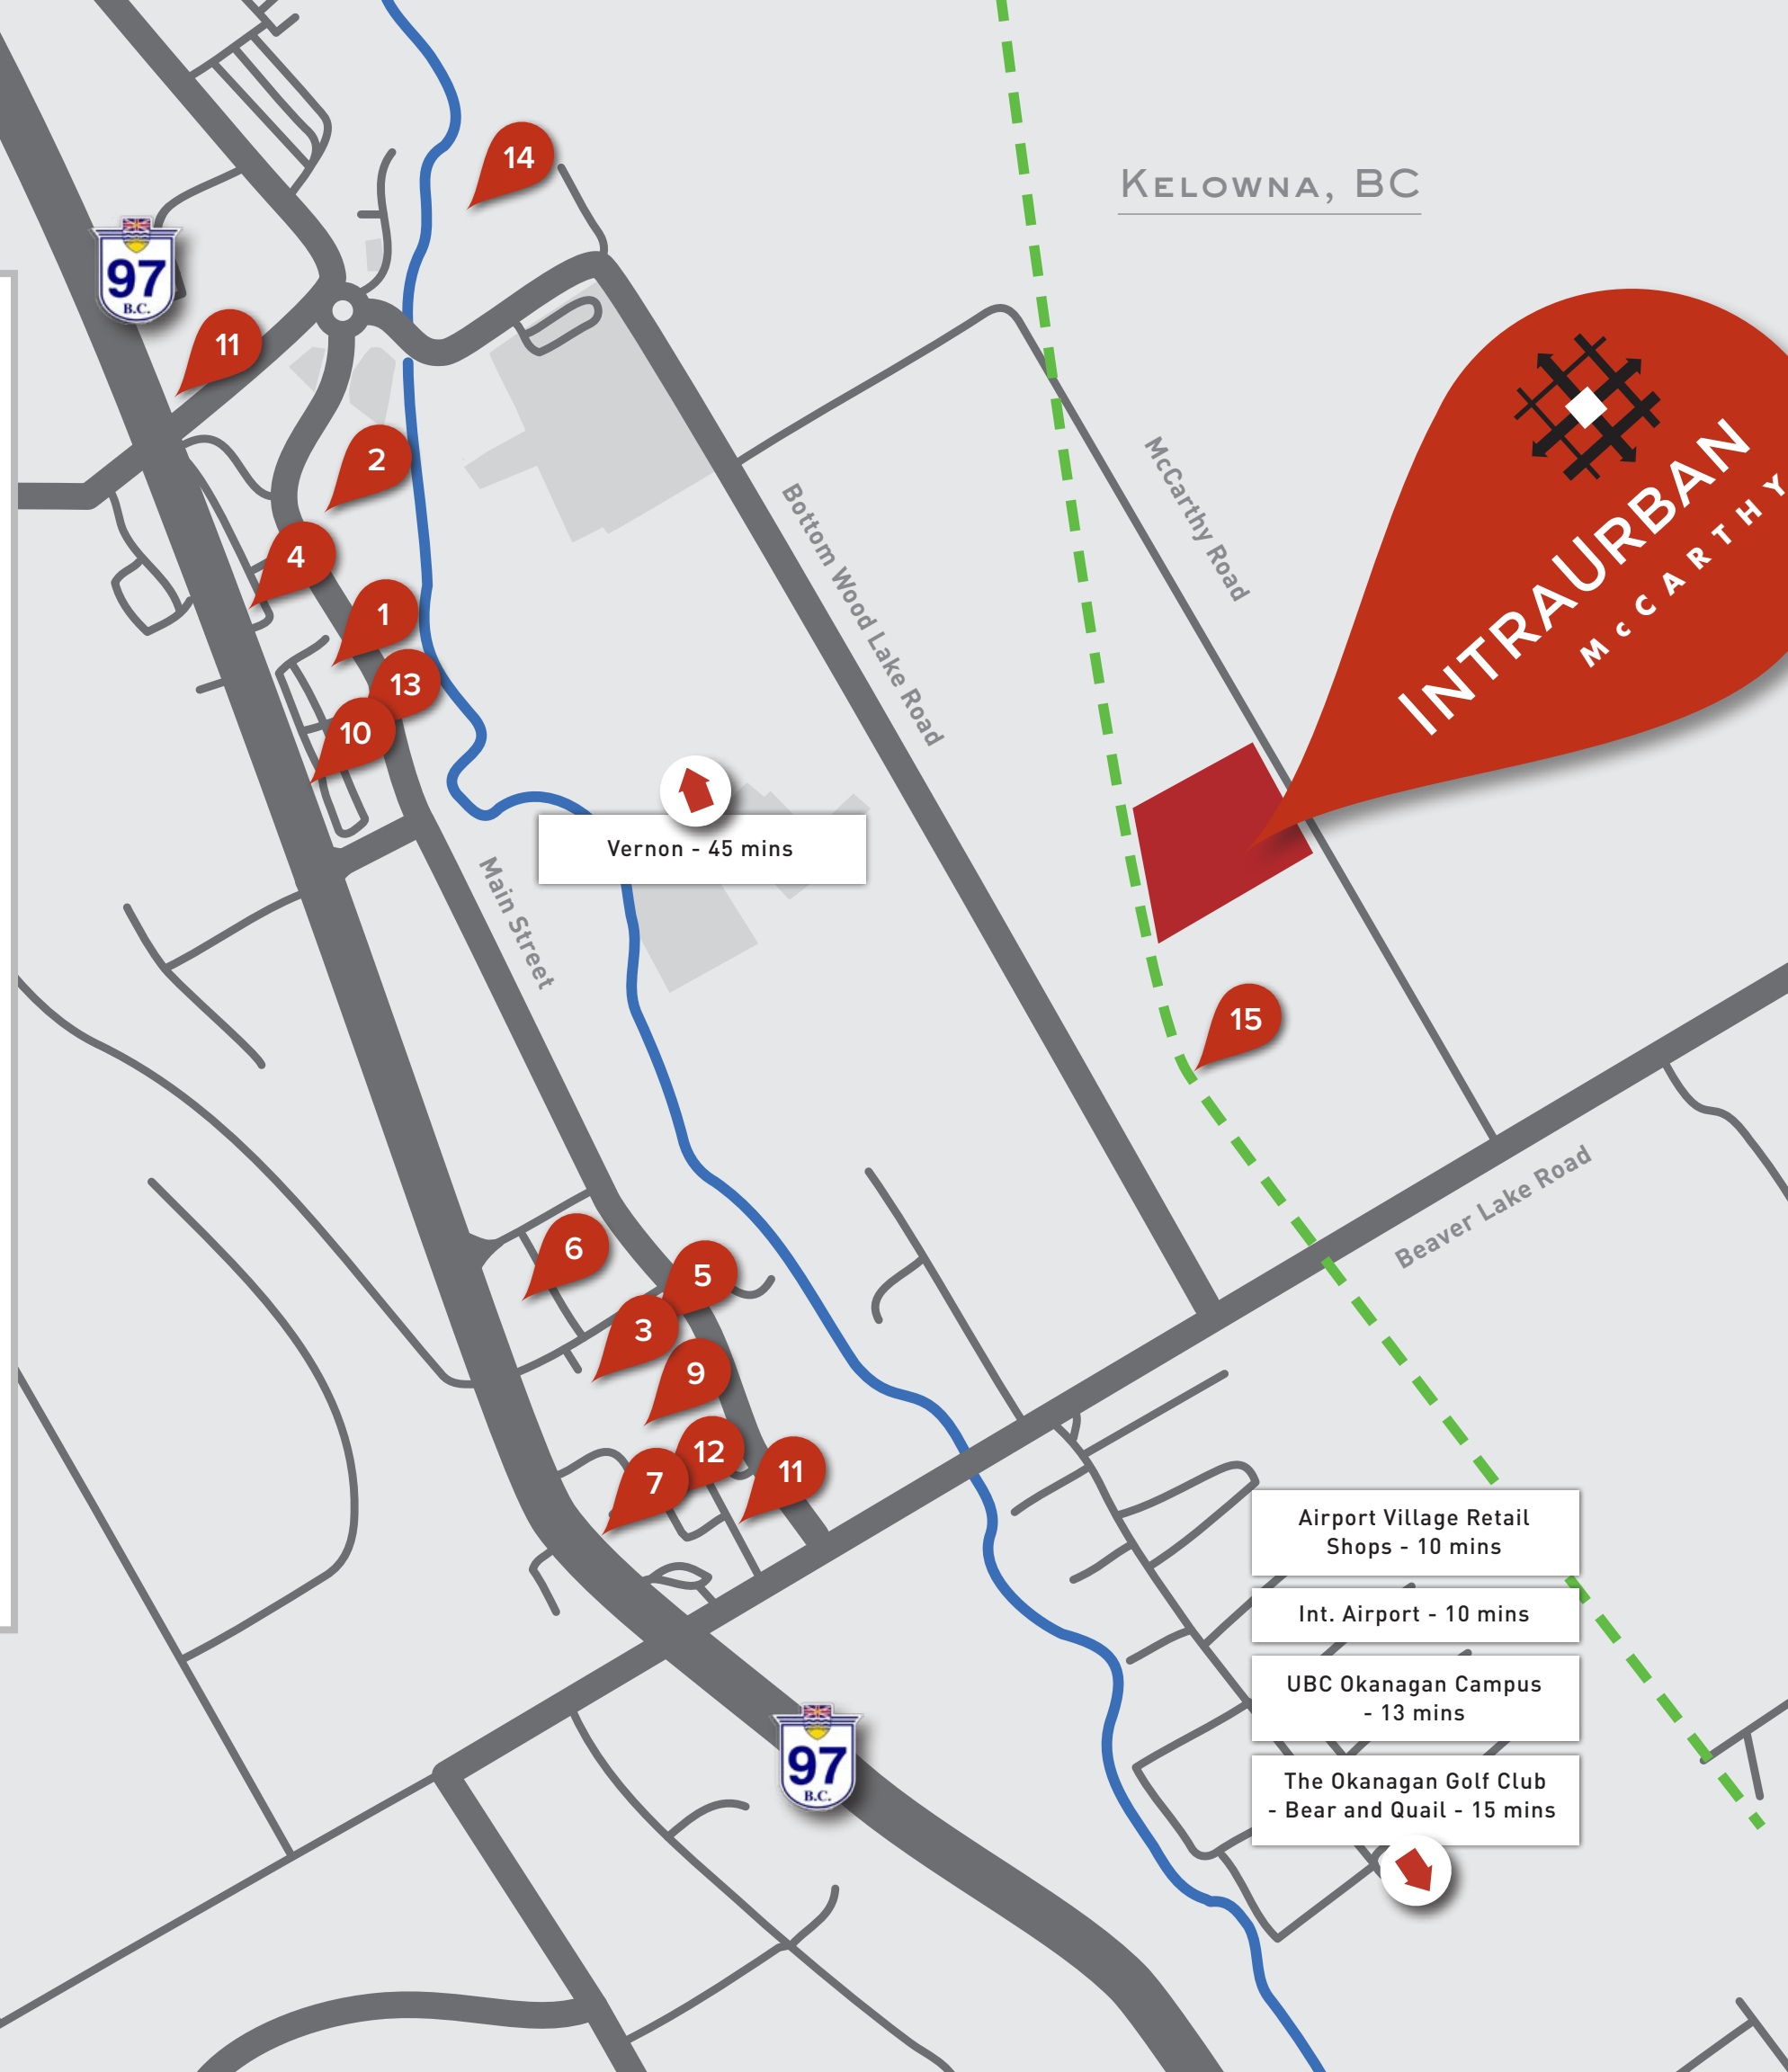 14
KELOWNA, BC
97
B.C.
11
2
4
1
13
10
McCarthy Road
INTRAURBAN
McCARTHY
Bottom Wood Lake Road
Vernon - 45 mins
Main Street
15
Beaver Lake Road
6
5
3
9
12
7
11
Airport Village Retail
Shops - 10 mins
Int. Airport - 10 mins
UBC Okanagan Campus
- 13 mins
The Okanagan Golf Club
- Bear and Quail - 15 mins
97
B.C.